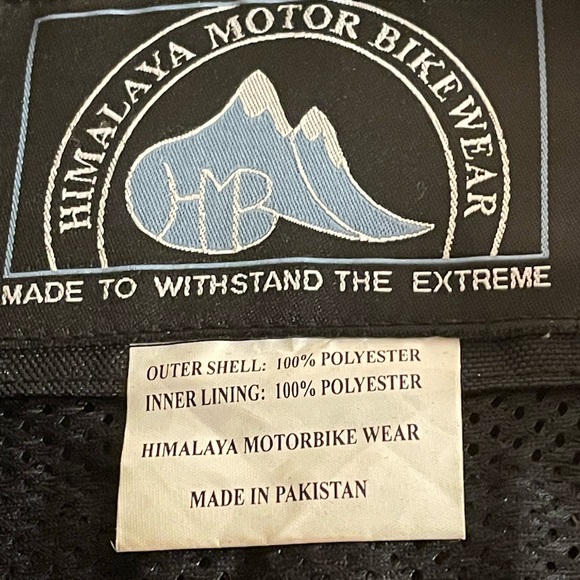 HIMALAYA MOTOR BIKEWEAR
HMB
MADE TO WITHSTAND THE EXTREME
OUTER SHELL: 100% POLYESTER
INNER LINING: 100% POLYESTER
HIMALAYA MOTORBIKE WEAR
MADE IN PAKISTAN